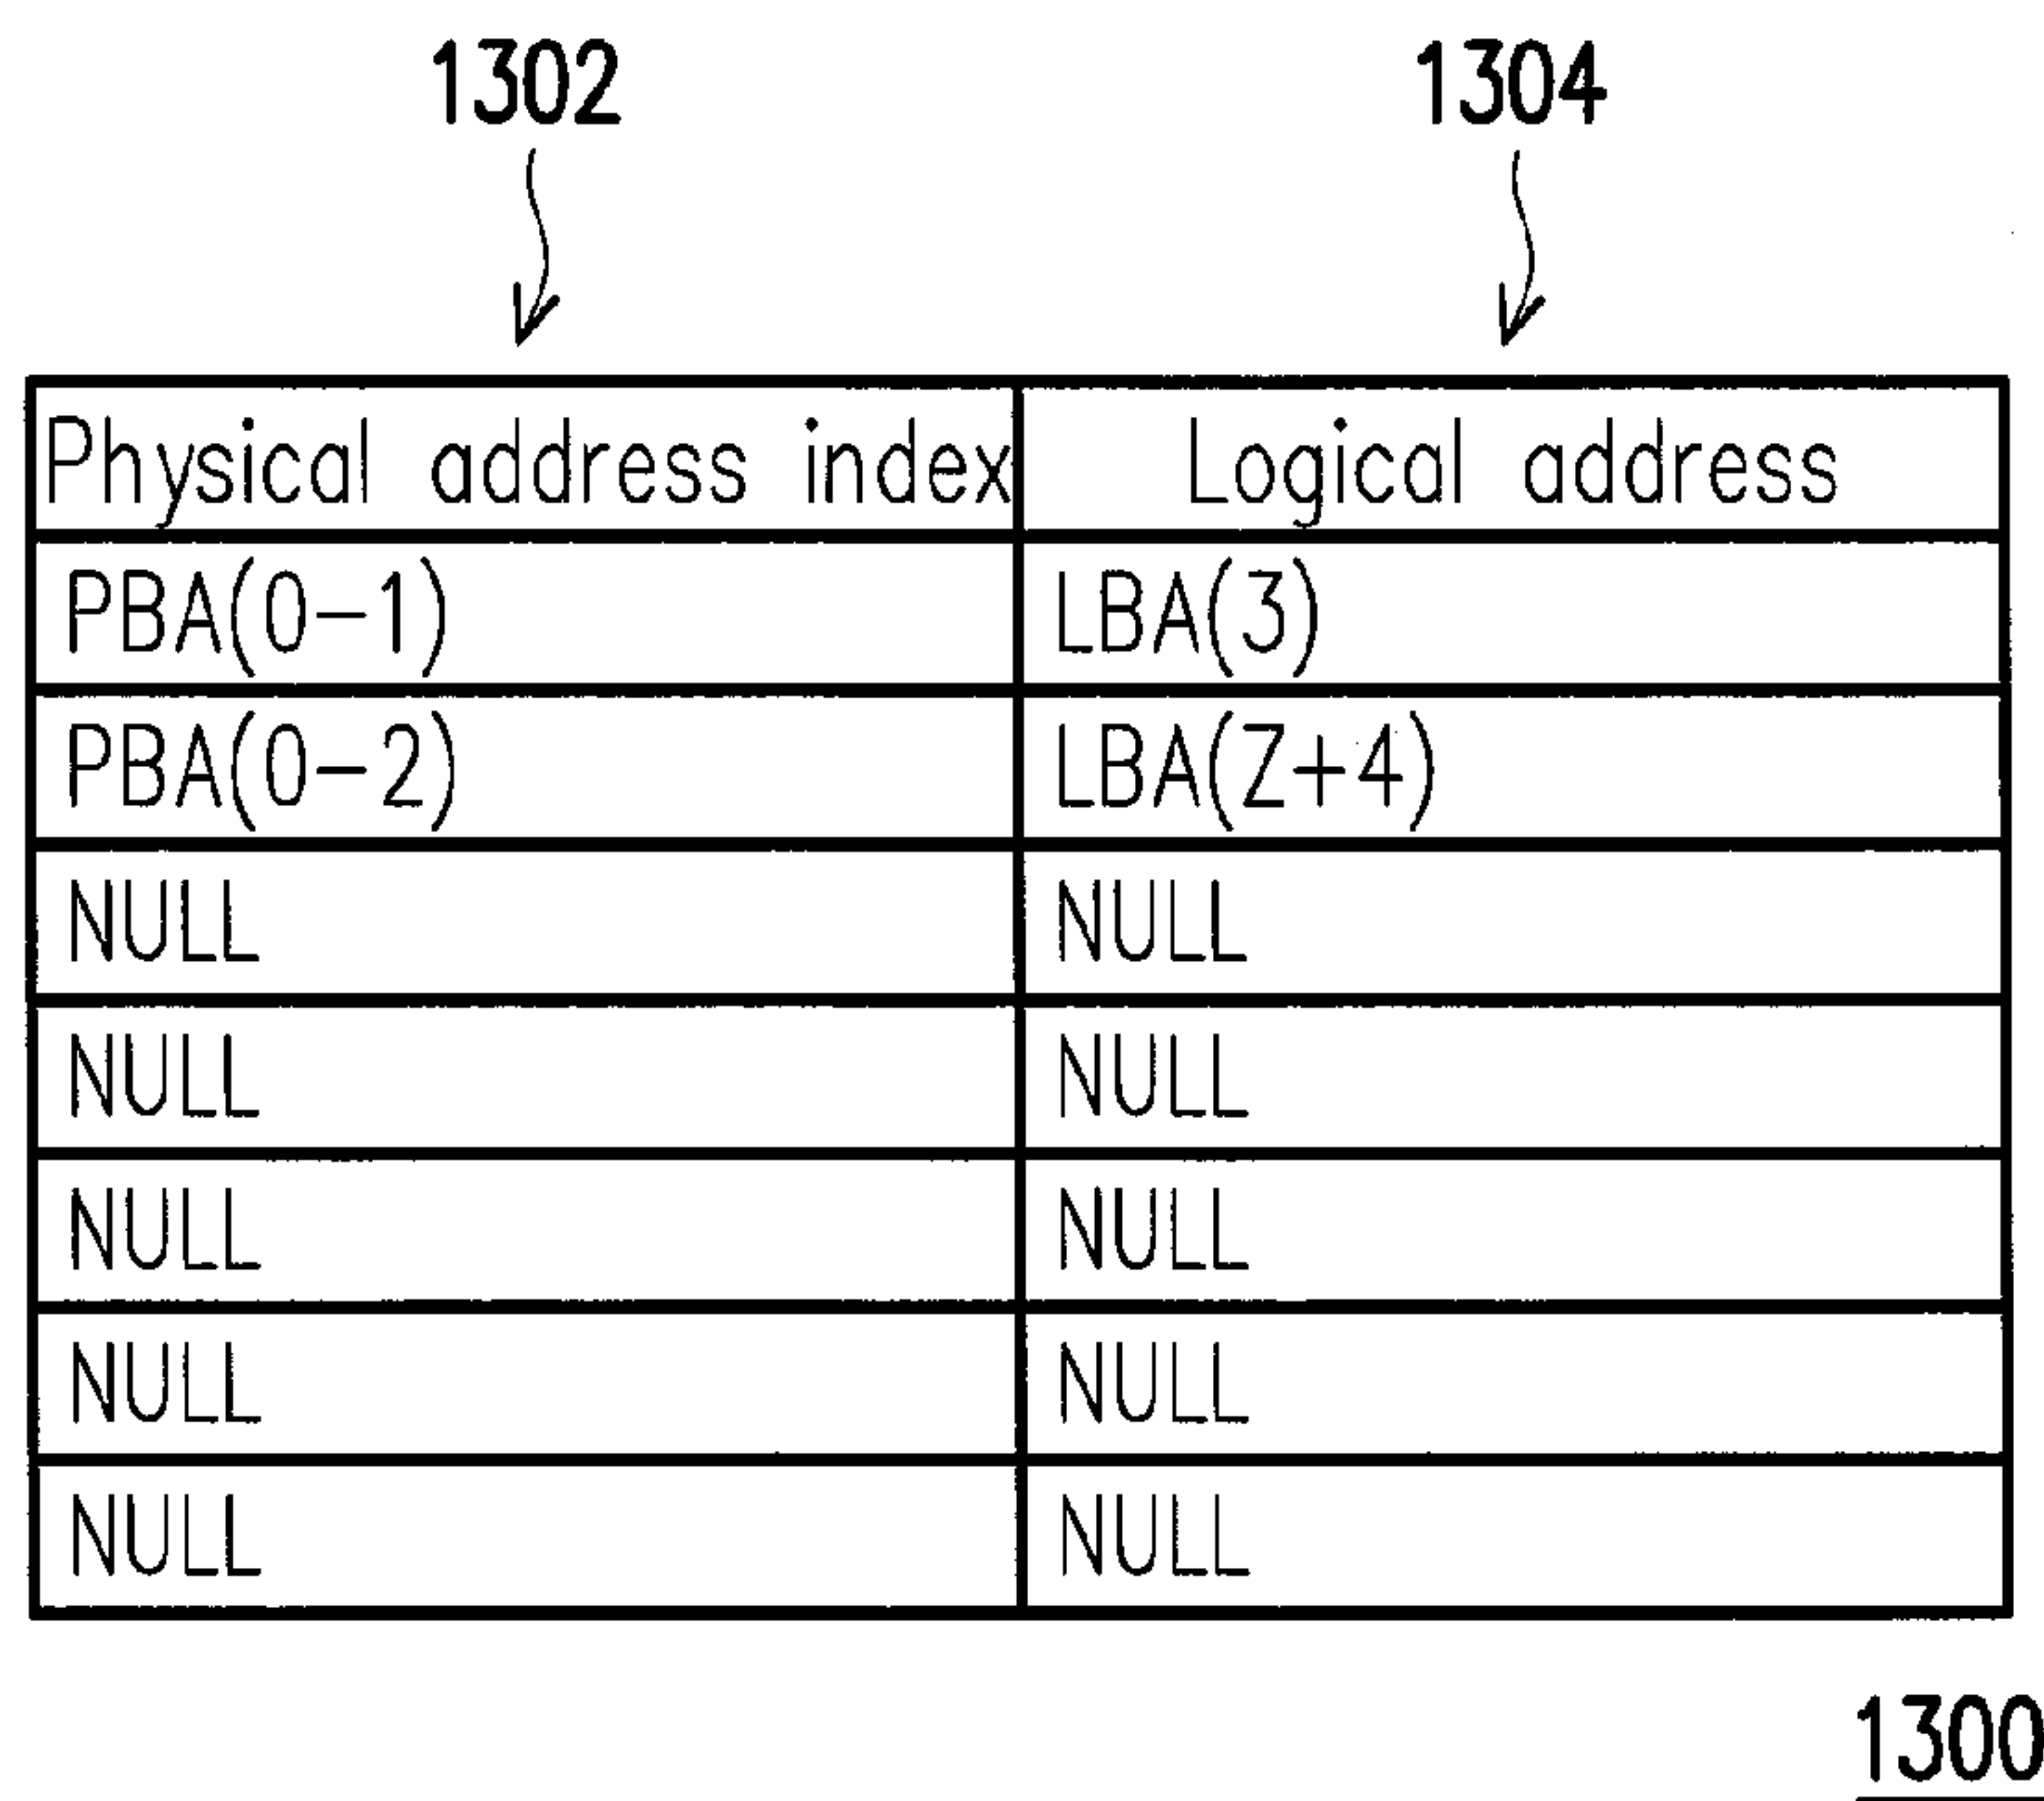 1302 1304
Physical address index Logical address
PBA(0-1) LBA(3)
PBA(0-2) LBA(Z+4)
NULL NULL
NULL NULL
NULL NULL
NULL NULL
NULL NULL
1300